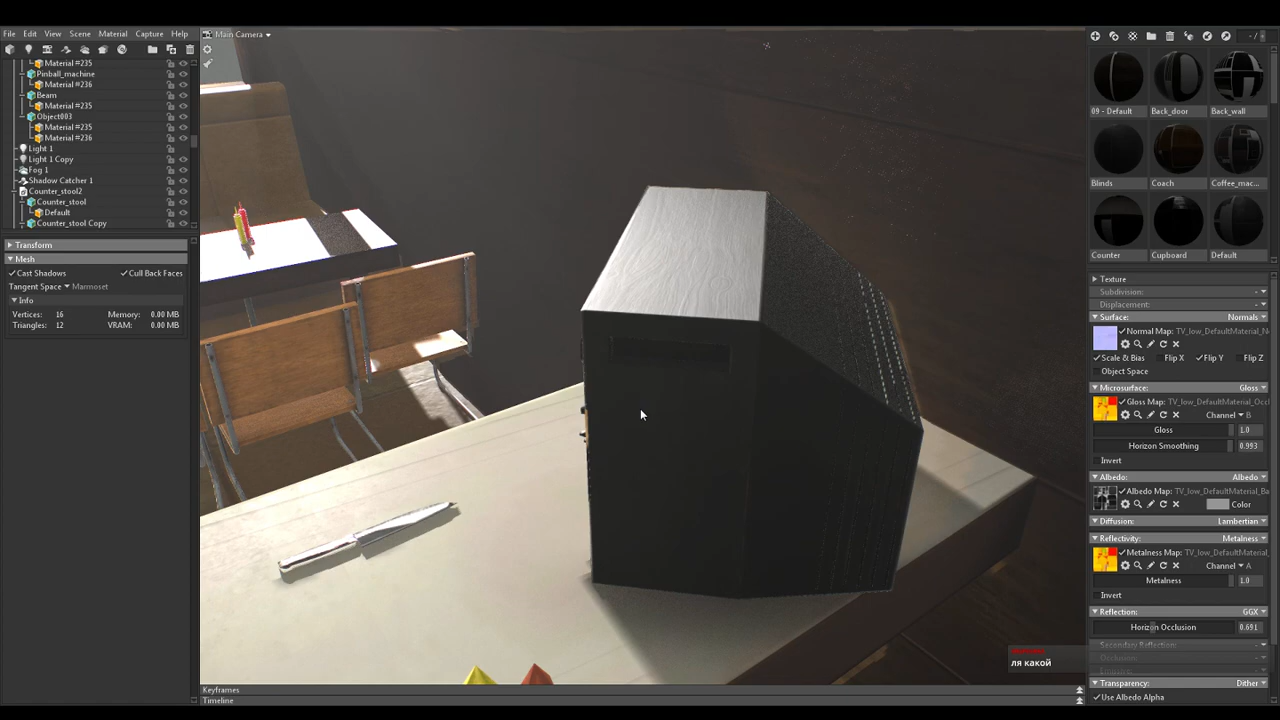 File Edit View Scene Material Capture Help
Main Camera
- /
Material #235
Pinball_machine
Material #236
Beam
Material #235
Object003
Material #235
Material #236
Light 1
Light 1 Copy
Fog 1
Shadow Catcher 1
Counter_stool2
Counter_stool
Default
Counter_stool Copy
Transform
Mesh
Cast Shadows Cull Back Faces
Tangent Space Marmoset
Info
Vertices: 16 Memory: 0.00 MB
Triangles: 12 VRAM: 0.00 MB
09 - Default Back_door Back_wall
Blinds Coach Coffee_mac...
Counter Cupboard Default
Texture
Subdivision: -
Displacement: -
Surface: Normals
Normal Map: TV_low_DefaultMaterial_N
Scale & Bias Flip X Flip Y Flip Z
Object Space
Microsurface: Gloss
Gloss Map: TV_low_DefaultMaterial_Occl
Channel B
Gloss 1.0
Horizon Smoothing 0.993
Invert
Albedo: Albedo
Albedo Map: TV_low_DefaultMaterial_Ba
Color
Diffusion: Lambertian
Reflectivity: Metalness
Metalness Map: TV_low_DefaultMaterial_
Channel A
Metalness 1.0
Invert
Reflection: GGX
Horizon Occlusion 0.691
Secondary Reflection: -
Occlusion: -
Transparency: Dither
Use Albedo Alpha
ля какой
Keyframes
Timeline